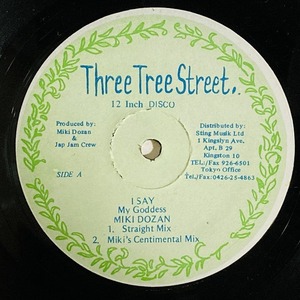 Three Tree Street..
12 Inch DISCO
Produced by:
Miki Dozan
&
Jap Jam Crew
Distributed by:
Sting Musik Ltd
1 Kingslyn Ave,
Apt, B 29
Kingston 10
TEL/Fax 926-6501
Tokyo Office
Tel./Fax: 0426-25-4863
SIDE A
I SAY
My Goddess
MIKI DOZAN
1. Straight Mix
2. Miki's Centimental Mix